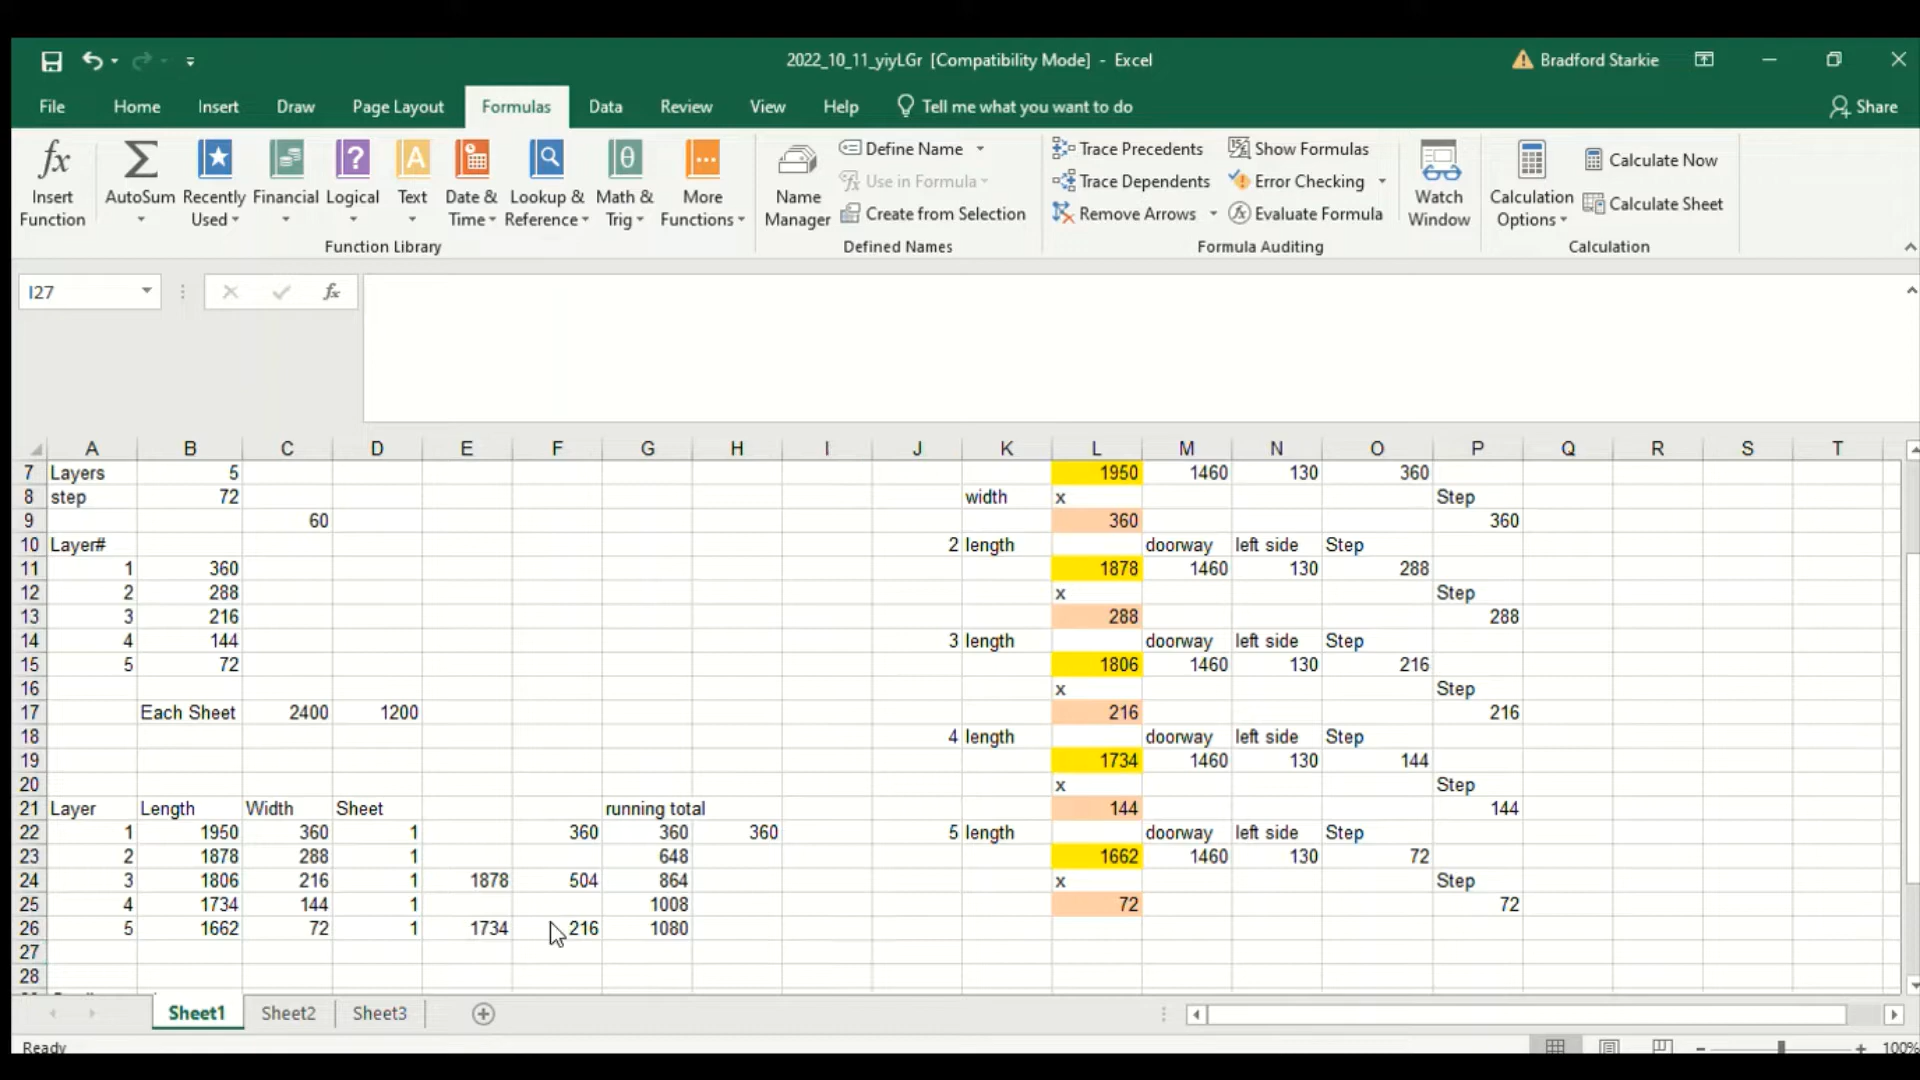 2022_10_11_yiyLGr [Compatibility Mode] - Excel
Bradford Starkie
File Home Insert Draw Page Layout Formulas Data Review View Help Tell me what you want to do Share
Insert Function
AutoSum
Recently Used
Financial
Logical
Text
Date & Time
Lookup & Reference
Math & Trig
More Functions
Function Library
Name Manager
Define Name
Use in Formula
Create from Selection
Defined Names
Trace Precedents
Trace Dependents
Remove Arrows
Show Formulas
Error Checking
Evaluate Formula
Formula Auditing
Watch Window
Calculation Options
Calculate Now
Calculate Sheet
Calculation
I27 fx
A B C D E F G H I J K L M N O P Q R S T
7 Layers 5 1950 1460 130 360
8 step 72 width x Step
9 60 360 360
10 Layer# 2 length doorway left side Step
11 1 360 1878 1460 130 288
12 2 288 x Step
13 3 216 288 288
14 4 144 3 length doorway left side Step
15 5 72 1806 1460 130 216
16 x Step
17 Each Sheet 2400 1200 216 216
18 4 length doorway left side Step
19 1734 1460 130 144
20 x Step
21 Layer Length Width Sheet running total 144 144
22 1 1950 360 1 360 360 360 5 length doorway left side Step
23 2 1878 288 1 648 1662 1460 130 72
24 3 1806 216 1 1878 504 864 x Step
25 4 1734 144 1 1008 72 72
26 5 1662 72 1 1734 216 1080
27
28
Sheet1 Sheet2 Sheet3
Ready
100%